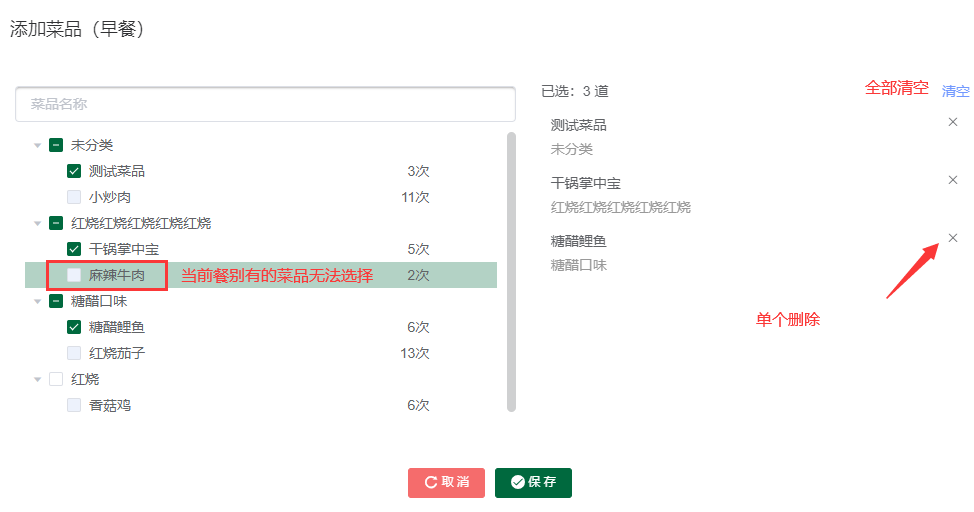 添加菜品（早餐）
菜品名称
未分类
测试菜品 3次
小炒肉 11次
红烧红烧红烧红烧红烧
干锅掌中宝 5次
麻辣牛肉 当前餐别有的菜品无法选择 2次
糖醋口味
糖醋鲤鱼 6次
红烧茄子 13次
红烧
香菇鸡 6次
已选：3 道 全部清空 清空
测试菜品
未分类
干锅掌中宝
红烧红烧红烧红烧红烧
糖醋鲤鱼
糖醋口味
单个删除
取消 保存